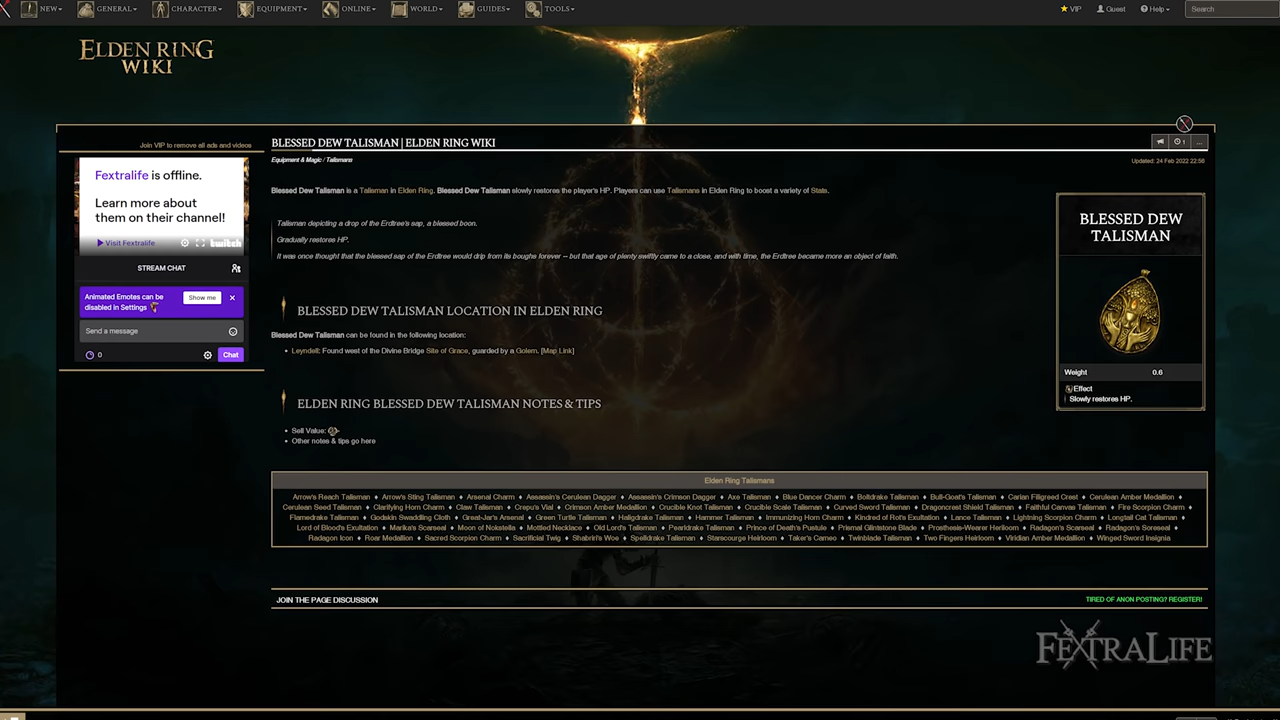 NEW
GENERAL
CHARACTER
EQUIPMENT
ONLINE
WORLD
GUIDES
TOOLS
VIP
Guest
Help
Search
ELDEN RING
WIKI
Join VIP to remove all ads and videos
Fextralife is offline.
Learn more about
them on their channel!
Visit Fextralife
twitch
STREAM CHAT
Animated Emotes can be
disabled in Settings
Show me
Send a message
0
Chat
BLESSED DEW TALISMAN | ELDEN RING WIKI
1
...
Equipment & Magic / Talismans
Updated: 24 Feb 2022 22:56
Blessed Dew Talisman is a Talisman in Elden Ring. Blessed Dew Talisman slowly restores the player's HP. Players can use Talismans in Elden Ring to boost a variety of Stats.
Talisman depicting a drop of the Erdtree's sap, a blessed boon.
Gradually restores HP.
It was once thought that the blessed sap of the Erdtree would drip from its boughs forever -- but that age of plenty swiftly came to a close, and with time, the Erdtree became more an object of faith.
BLESSED DEW TALISMAN LOCATION IN ELDEN RING
Blessed Dew Talisman can be found in the following location:
• Leyndell: Found west of the Divine Bridge Site of Grace, guarded by a Golem. [Map Link]
ELDEN RING BLESSED DEW TALISMAN NOTES & TIPS
• Sell Value: -
• Other notes & tips go here
BLESSED DEW
TALISMAN
Weight 0.6
Effect
Slowly restores HP.
Elden Ring Talismans
Arrow's Reach Talisman ♦ Arrow's Sting Talisman ♦ Arsenal Charm ♦ Assassin's Cerulean Dagger ♦ Assassin's Crimson Dagger ♦ Axe Talisman ♦ Blue Dancer Charm ♦ Boltdrake Talisman ♦ Bull-Goat's Talisman ♦ Carian Filigreed Crest ♦ Cerulean Amber Medallion ♦
Cerulean Seed Talisman ♦ Clarifying Horn Charm ♦ Claw Talisman ♦ Crepu's Vial ♦ Crimson Amber Medallion ♦ Crucible Knot Talisman ♦ Crucible Scale Talisman ♦ Curved Sword Talisman ♦ Dragoncrest Shield Talisman ♦ Faithful Canvas Talisman ♦ Fire Scorpion Charm ♦
Flamedrake Talisman ♦ Godskin Swaddling Cloth ♦ Great-Jar's Arsenal ♦ Green Turtle Talisman ♦ Haligdrake Talisman ♦ Hammer Talisman ♦ Immunizing Horn Charm ♦ Kindred of Rot's Exultation ♦ Lance Talisman ♦ Lightning Scorpion Charm ♦ Longtail Cat Talisman ♦
Lord of Blood's Exultation ♦ Marika's Scarseal ♦ Moon of Nokstella ♦ Mottled Necklace ♦ Old Lord's Talisman ♦ Pearldrake Talisman ♦ Prince of Death's Pustule ♦ Primal Glintstone Blade ♦ Prosthesis-Wearer Heirloom ♦ Radagon's Scarseal ♦ Radagon's Soreseal ♦
Radagon Icon ♦ Roar Medallion ♦ Sacred Scorpion Charm ♦ Sacrificial Twig ♦ Shabriri's Woe ♦ Spelldrake Talisman ♦ Starscourge Heirloom ♦ Taker's Cameo ♦ Twinblade Talisman ♦ Two Fingers Heirloom ♦ Viridian Amber Medallion ♦ Winged Sword Insignia
JOIN THE PAGE DISCUSSION
TIRED OF ANON POSTING? REGISTER!
FEXTRALIFE